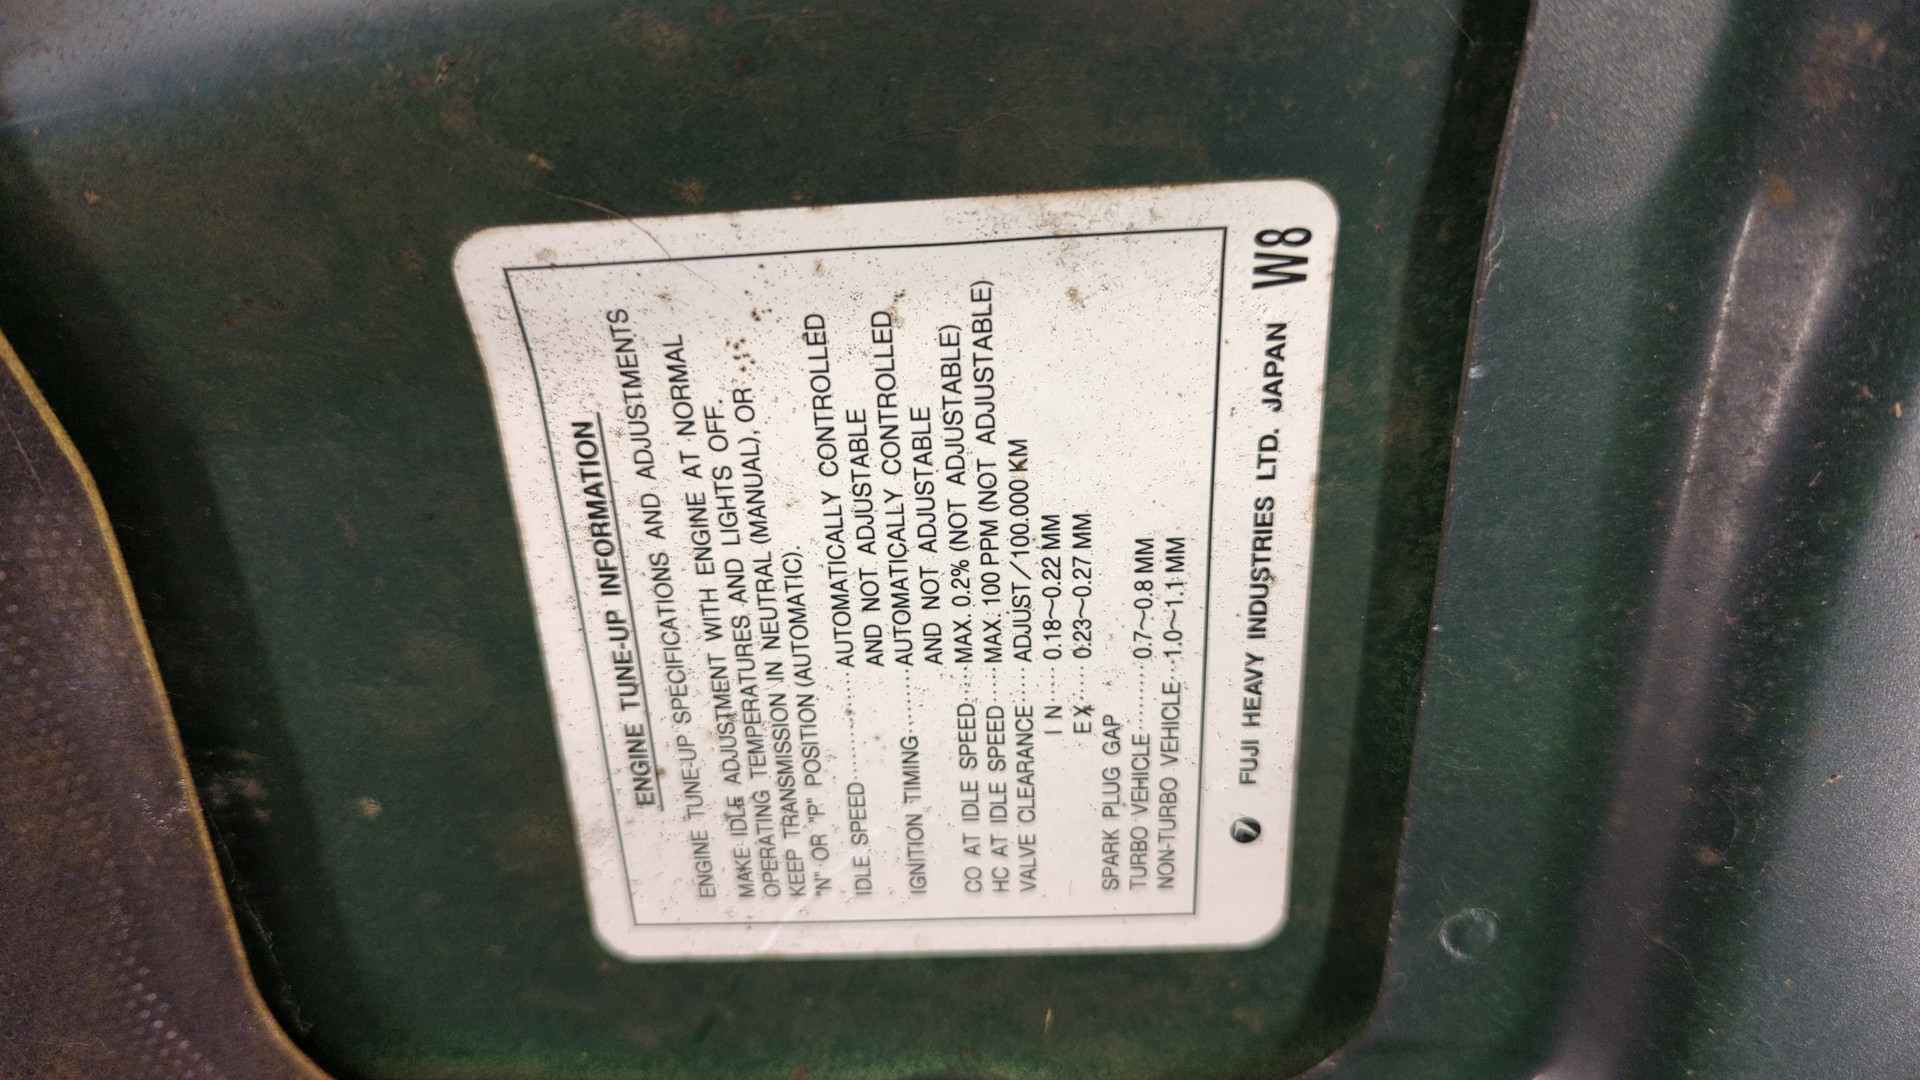 ENGINE TUNE-UP INFORMATION
ENGINE TUNE-UP SPECIFICATIONS AND ADJUSTMENTS
MAKE IDLE ADJUSTMENT WITH ENGINE AT NORMAL
OPERATING TEMPERATURES AND LIGHTS OFF.
KEEP TRANSMISSION IN NEUTRAL (MANUAL), OR
"N" OR "P" POSITION (AUTOMATIC).
IDLE SPEED············AUTOMATICALLY CONTROLLED
AND NOT ADJUSTABLE
IGNITION TIMING·······AUTOMATICALLY CONTROLLED
AND NOT ADJUSTABLE
CO AT IDLE SPEED·····MAX. 0.2% (NOT ADJUSTABLE)
HC AT IDLE SPEED·····MAX. 100 PPM (NOT ADJUSTABLE)
VALVE CLEARANCE·····ADJUST/100.000 KM
IN····· 0.18~0.22 MM
EX····· 0.23~0.27 MM
SPARK PLUG GAP
TURBO VEHICLE··········0.7~0.8 MM
NON-TURBO VEHICLE···1.0~1.1 MM
FUJI HEAVY INDUSTRIES LTD. JAPAN W8